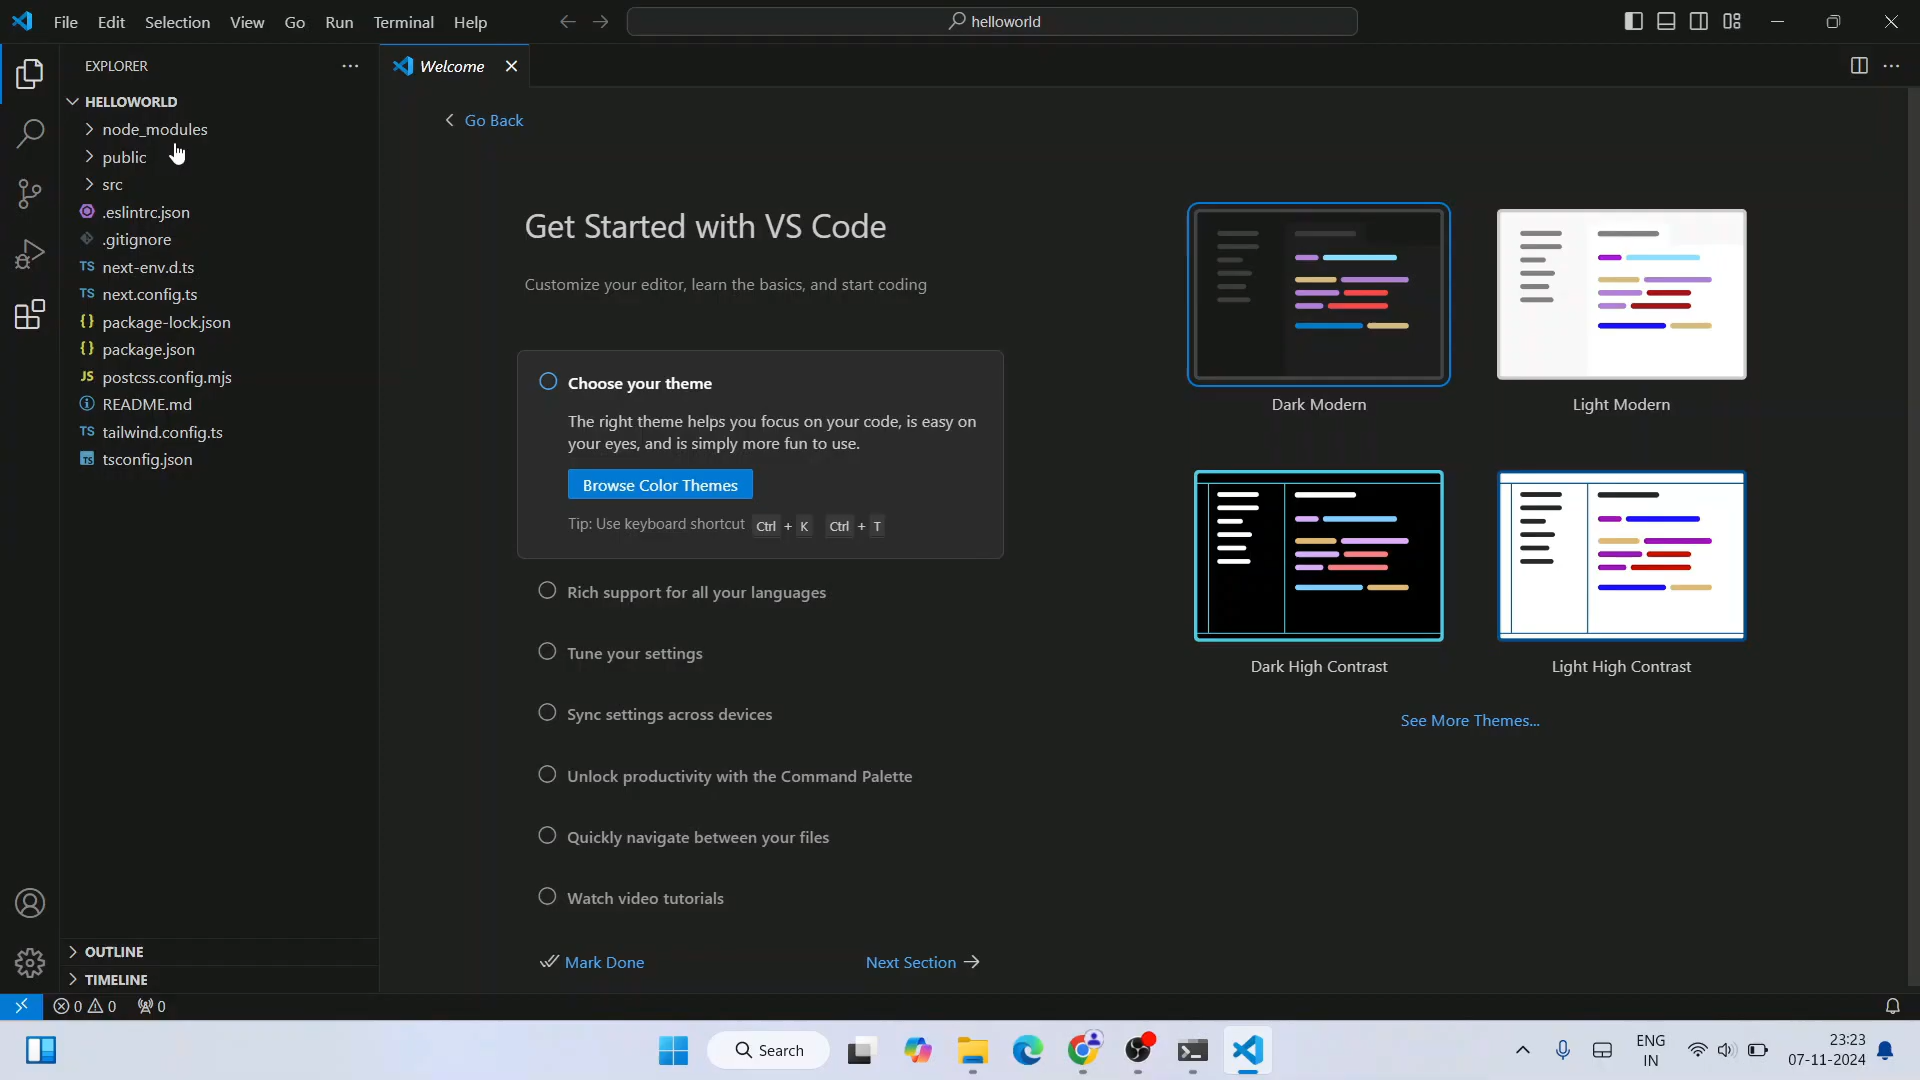 File Edit Selection View Go Run Terminal Help
helloworld
EXPLORER
Welcome
HELLOWORLD
node_modules
public
src
.eslintrc.json
.gitignore
TS next-env.d.ts
TS next.config.ts
{} package-lock.json
{} package.json
JS postcss.config.mjs
README.md
TS tailwind.config.ts
TS tsconfig.json
OUTLINE
TIMELINE
Go Back
Get Started with VS Code
Customize your editor, learn the basics, and start coding
Choose your theme
The right theme helps you focus on your code, is easy on
your eyes, and is simply more fun to use.
Browse Color Themes
Tip: Use keyboard shortcut Ctrl + K Ctrl + T
Rich support for all your languages
Tune your settings
Sync settings across devices
Unlock productivity with the Command Palette
Quickly navigate between your files
Watch video tutorials
Mark Done
Next Section
Dark Modern
Light Modern
Dark High Contrast
Light High Contrast
See More Themes...
0 0 0
Search
ENG
IN
23:23
07-11-2024